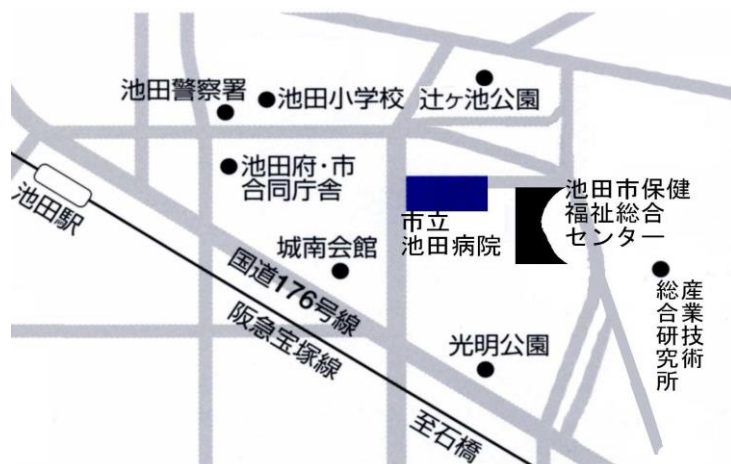 池田警察署
池田小学校
辻ヶ池公園
池田府・市
合同庁舎
市立
池田病院
池田市保健
福祉総合
センター
池田駅
城南会館
国道176号線
阪急宝塚線
光明公園
産業技術
総合研究所
至石橋